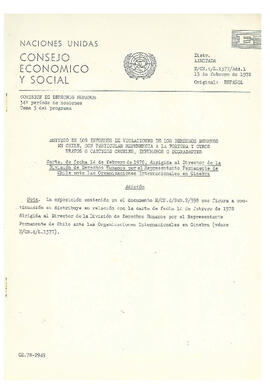 NACIONES UNIDAS
CONSEJO
ECONOMICO
Y SOCIAL
E
Distr.
LIMITADA
E/CN.4/L.1377/Add.1
15 de febrero de 1978
Original: ESPAÑOL
COMISION DE DERECHOS HUMANOS
34º período de sesiones
Tema 5 del programa
ESTUDIO DE LOS INFORMES DE VIOLACIONES DE LOS DERECHOS HUMANOS
EN CHILE, CON PARTICULAR REFERENCIA A LA TORTURA Y OTROS
TRATOS O CASTIGOS CRUELES, INHUMANOS O DEGRADANTES
Carta, de fecha 14 de febrero de 1978, dirigida al Director de la
División de Derechos Humanos por el Representante Permanente de
Chile ante las Organizaciones Internacionales en Ginebra
Adición
Nota: La exposición contenida en el documento E/CN.4/Sub.2/398 que figura a con-
tinuación se distribuye en relación con la carta de fecha 14 de febrero de 1978
dirigida al Director de la División de Derechos Humanos por el Representante
Permanente de Chile ante las Organizaciones Internacionales en Ginebra (véase
E/CN.4/L.1377).
GE.78-2945